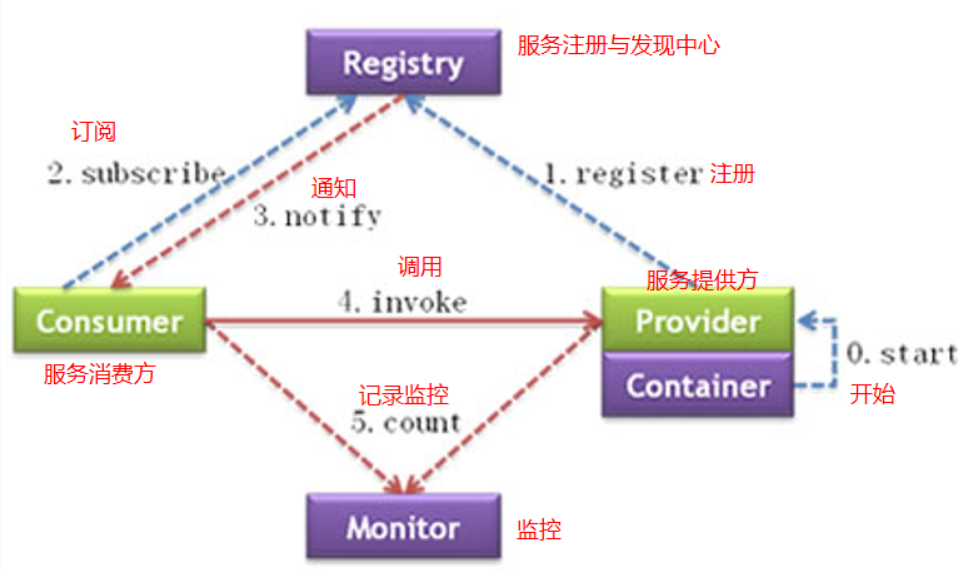 Registry
服务注册与发现中心
订阅
2.subscribe
通知
3.notify
1.register 注册
调用
4.invoke
服务提供方
Consumer
Provider
服务消费方
Container
0.start
开始
记录监控
5.count
Monitor
监控